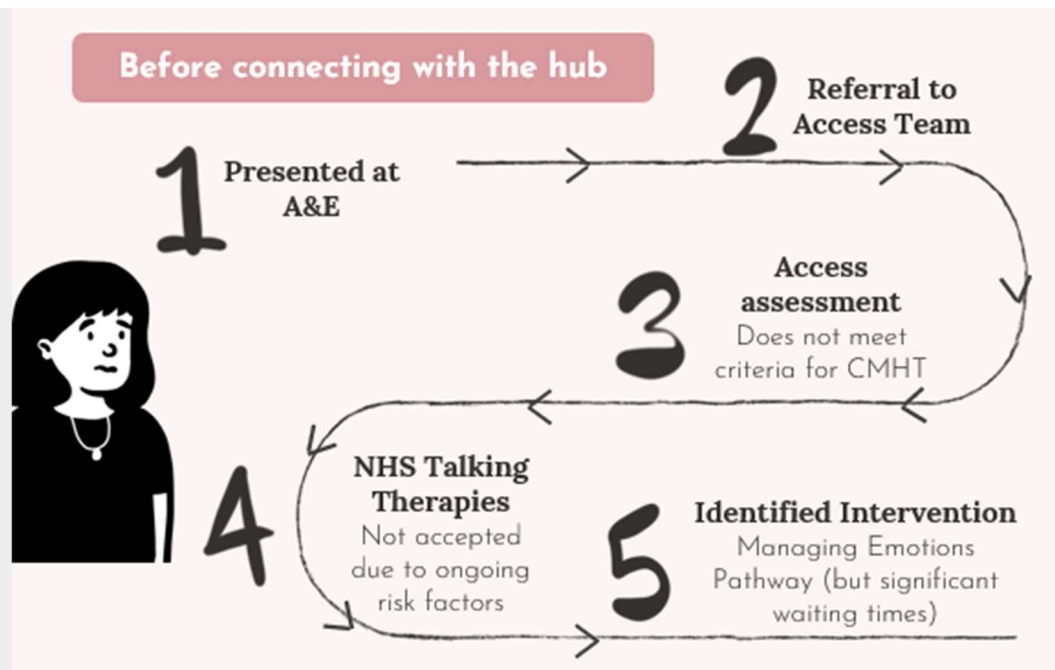 Before connecting with the hub
1
Presented at
A&E
2
Referral to
Access Team
3
Access
assessment
Does not meet
criteria for CMHT
4
NHS Talking
Therapies
Not accepted
due to ongoing
risk factors
5
Identified Intervention
Managing Emotions
Pathway (but significant
waiting times)